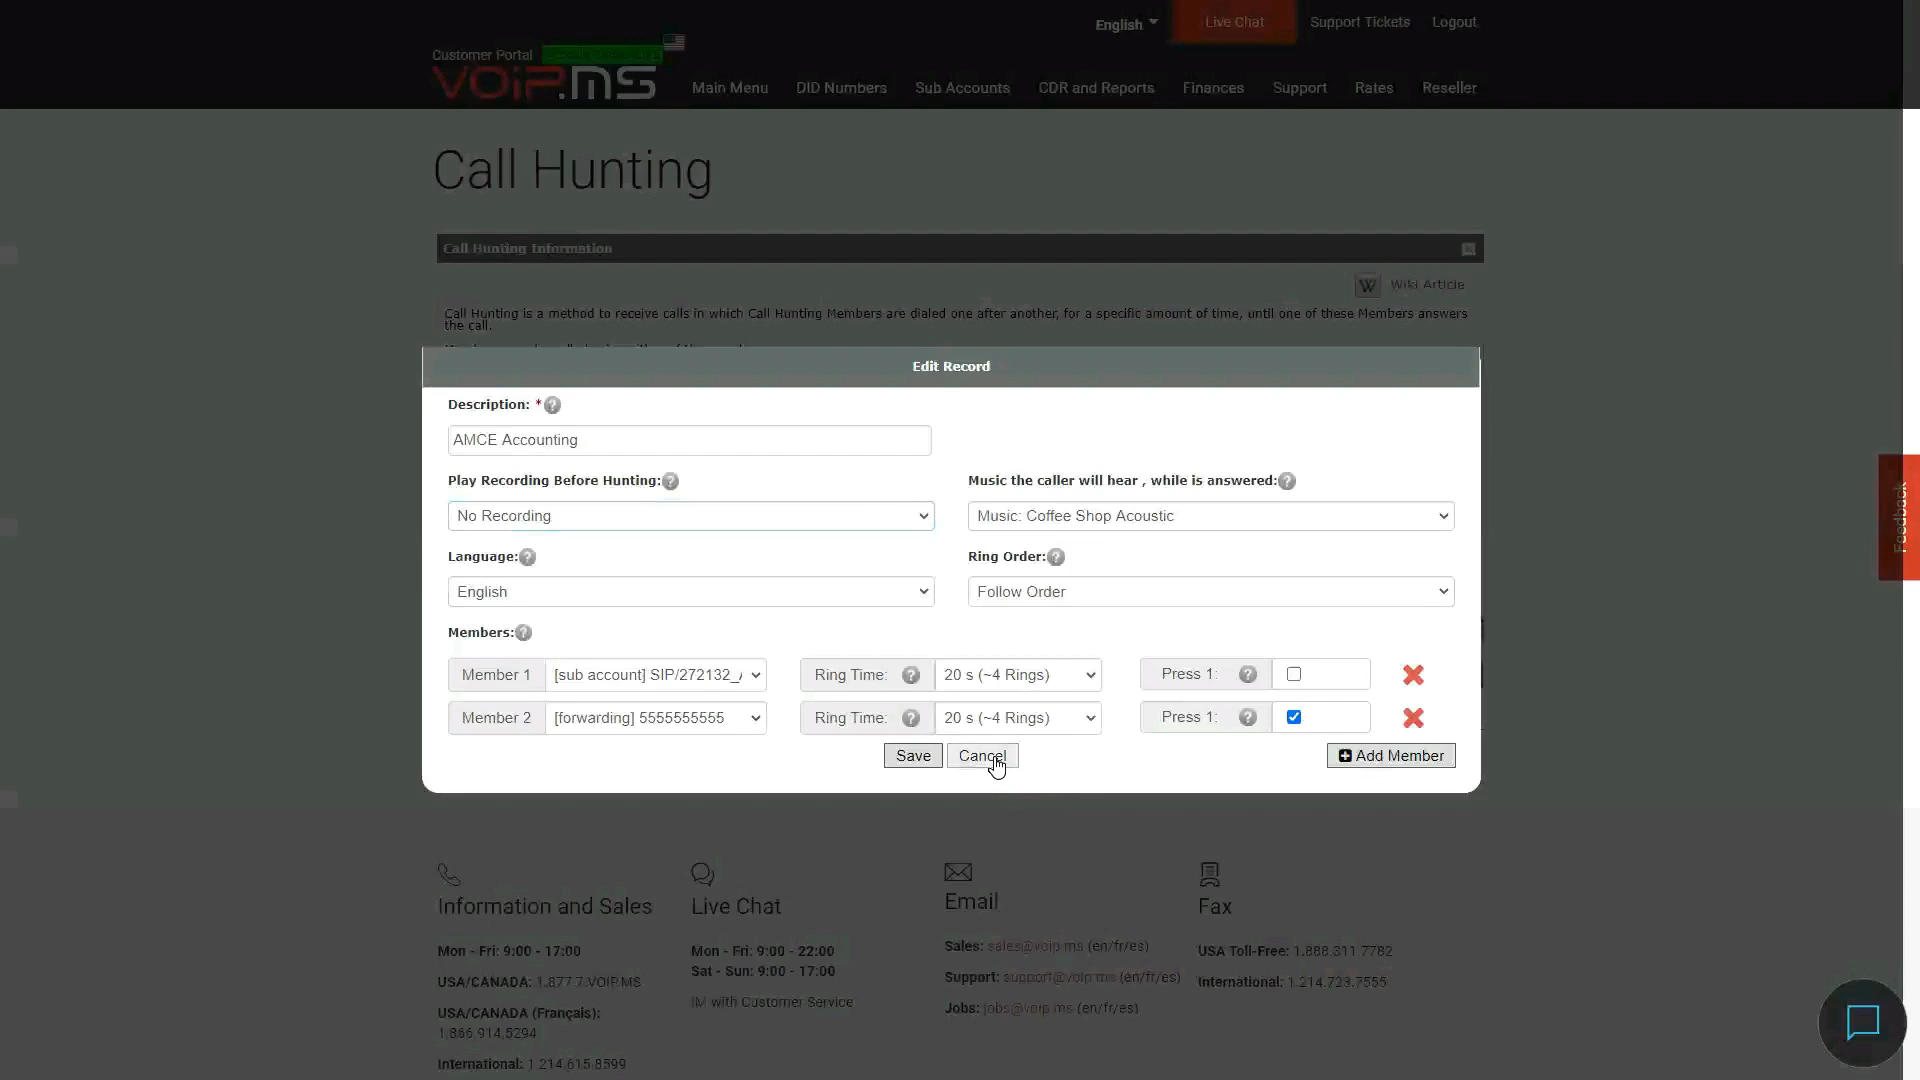 English
Live Chat
Support Tickets
Logout
Customer Portal
VOIP.MS
Main Menu
DID Numbers
Sub Accounts
CDR and Reports
Finances
Support
Rates
Reseller
Call Hunting
Call Hunting Information
W Wiki Article
Call Hunting is a method to receive calls in which Call Hunting Members are dialed one after another, for a specific amount of time, until one of these Members answers
the call.
Edit Record
Description: * ?
AMCE Accounting
Play Recording Before Hunting: ?
Music the caller will hear , while is answered: ?
No Recording
Music: Coffee Shop Acoustic
Language: ?
Ring Order: ?
English
Follow Order
Members: ?
Member 1 [sub account] SIP/272132_ Ring Time: ? 20 s (~4 Rings) Press 1: ?
Member 2 [forwarding] 5555555555 Ring Time: ? 20 s (~4 Rings) Press 1: ?
Save
Cancel
Add Member
Feedback
Information and Sales
Mon - Fri: 9:00 - 17:00
USA/CANADA: 1.877.7.VOIP.MS
USA/CANADA (Français):
1.866.914.5294
International: 1.214.615.8599
Live Chat
Mon - Fri: 9:00 - 22:00
Sat - Sun: 9:00 - 17:00
IM with Customer Service
Email
Sales: sales@voip.ms (en/fr/es)
Support: support@voip.ms (en/fr/es)
Jobs: jobs@voip.ms (en/fr/es)
Fax
USA Toll-Free: 1.888.311.7782
International: 1.214.723.7555